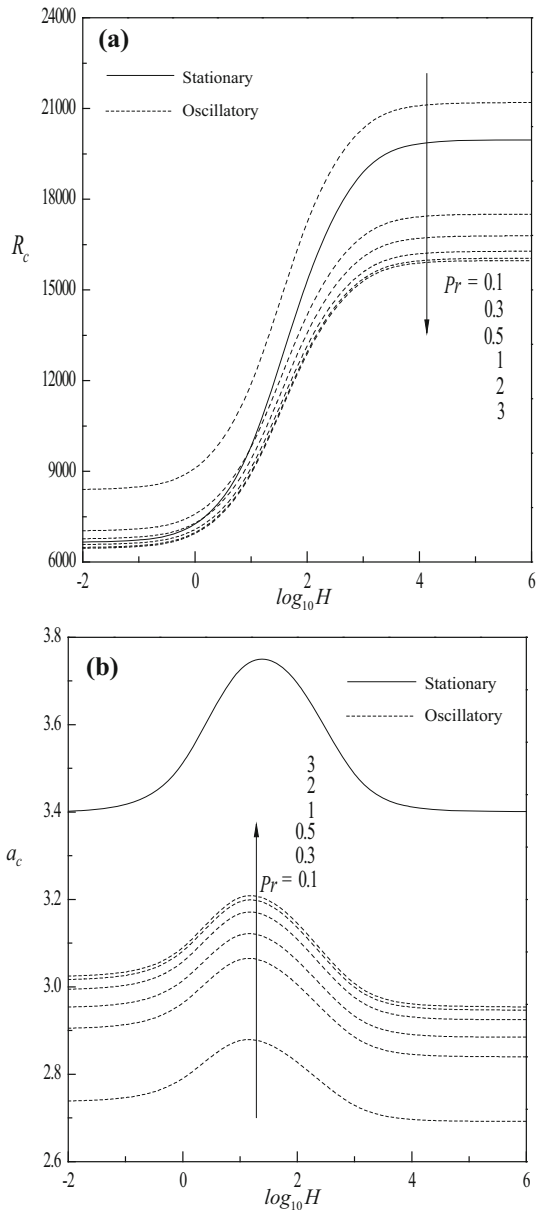 (a)
24000
21000
18000
15000
12000
9000
6000
R_c
Stationary
Oscillatory
Pr = 0.1
0.3
0.5
1
2
3
-2 0 2 4 6
log₁₀H
(b)
3.8
3.6
3.4
3.2
3.0
2.8
2.6
a_c
Stationary
Oscillatory
3
2
1
0.5
0.3
Pr = 0.1
-2 0 2 4 6
log₁₀H